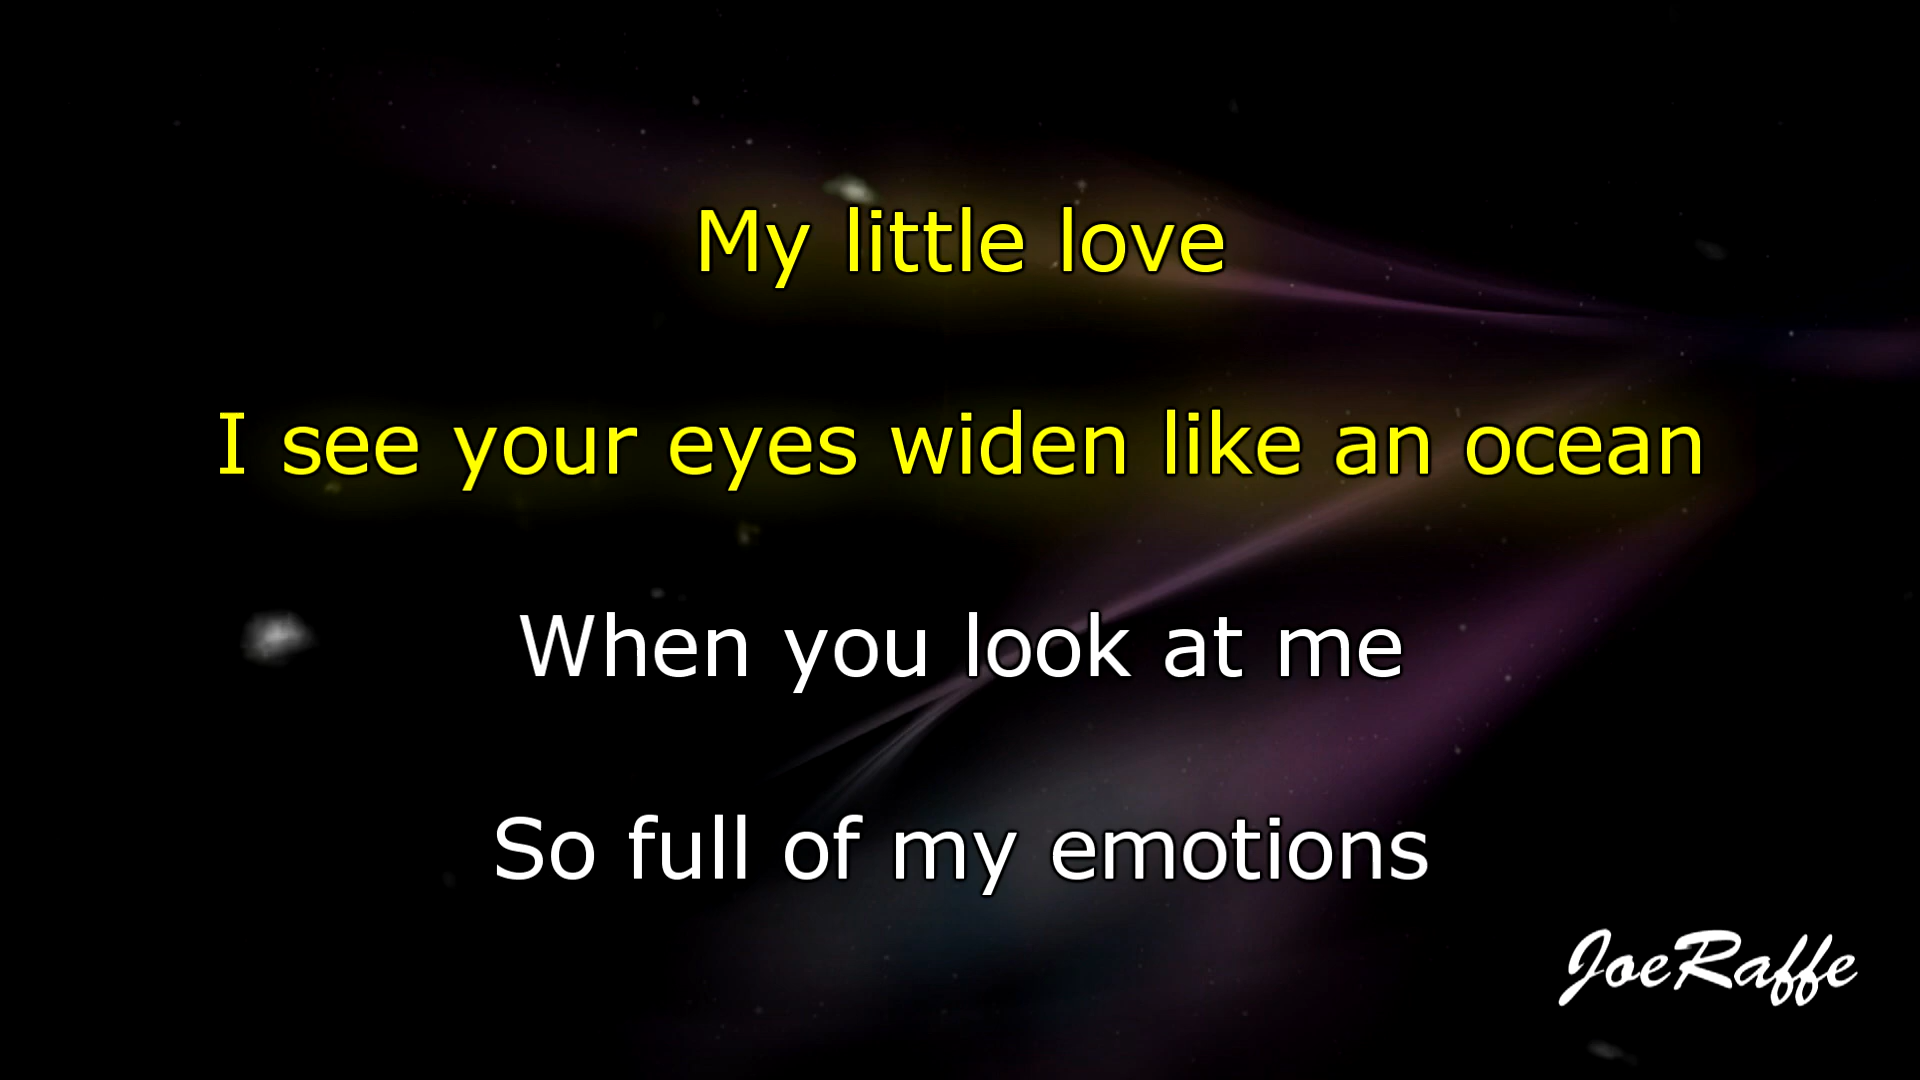 My little love
I see your eyes widen like an ocean
When you look at me
So full of my emotions
JoeRaffe